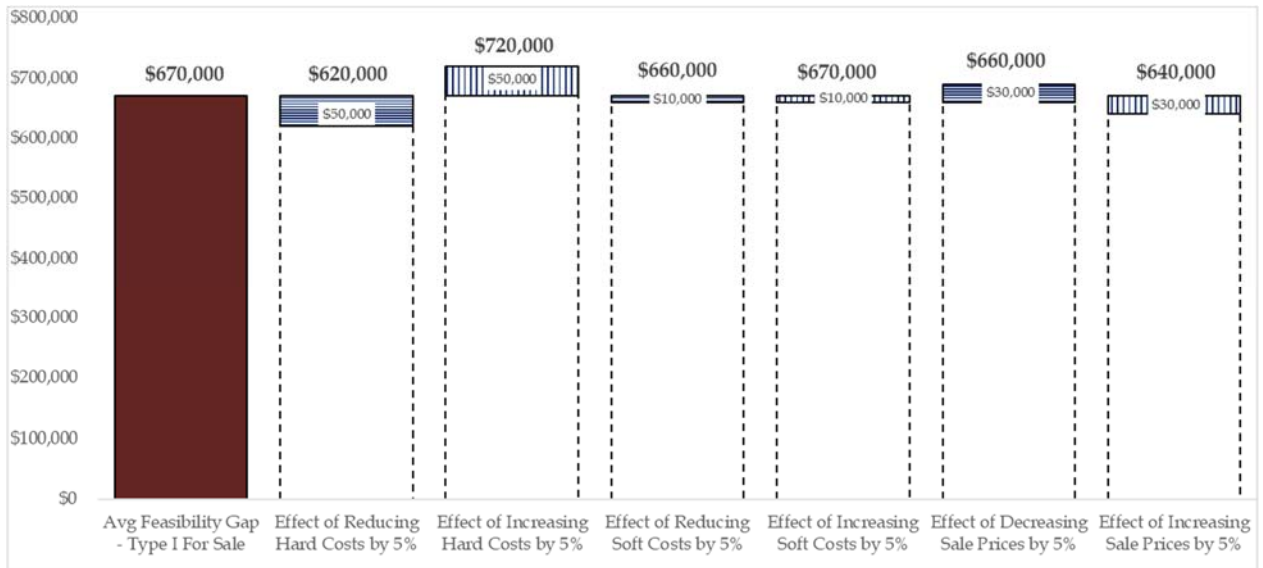 $800,000
$700,000
$600,000
$500,000
$400,000
$300,000
$200,000
$100,000
$0
$670,000
$620,000
$720,000
$660,000
$670,000
$660,000
$640,000
$50,000
$50,000
$10,000
$10,000
$30,000
$30,000
Avg Feasibility Gap
- Type I For Sale
Effect of Reducing
Hard Costs by 5%
Effect of Increasing
Hard Costs by 5%
Effect of Reducing
Soft Costs by 5%
Effect of Increasing
Soft Costs by 5%
Effect of Decreasing
Sale Prices by 5%
Effect of Increasing
Sale Prices by 5%